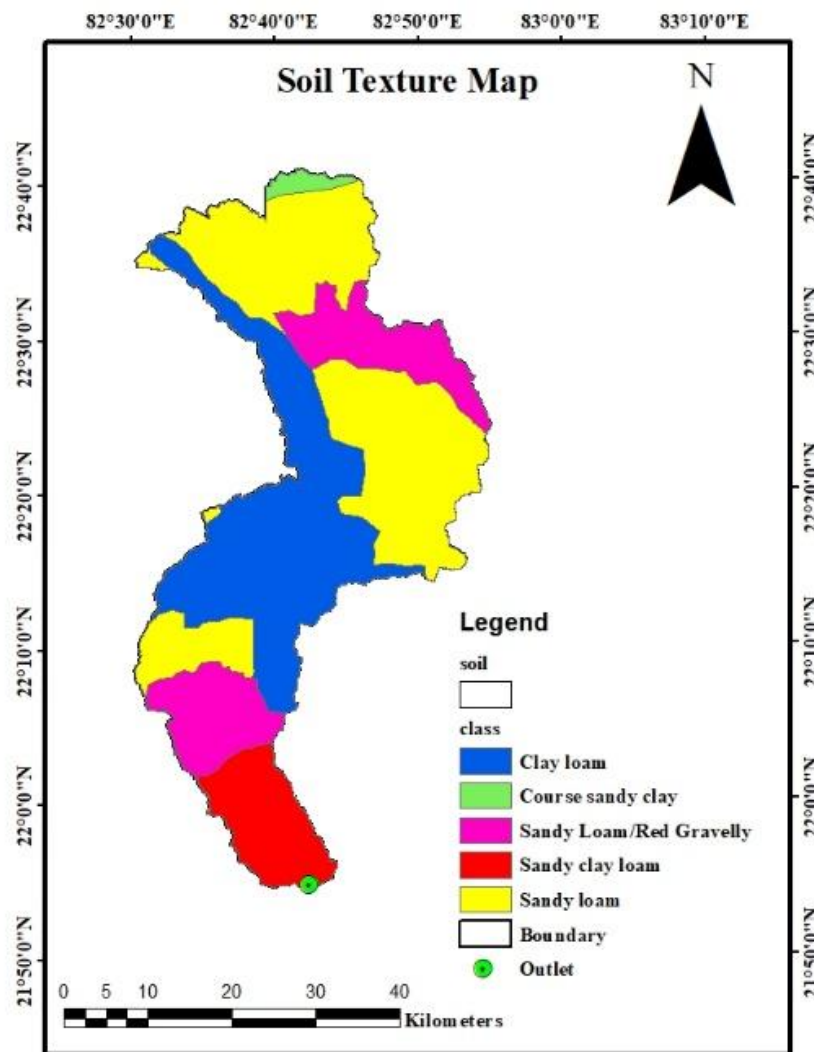 82°30'0"E 82°40'0"E 82°50'0"E 83°0'0"E 83°10'0"E
Soil Texture Map
N
22°40'0"N 22°40'0"N
22°30'0"N 22°30'0"N
22°20'0"N 22°20'0"N
22°10'0"N 22°10'0"N
22°0'0"N 22°0'0"N
21°50'0"N 21°50'0"N
Legend
soil
class
Clay loam
Course sandy clay
Sandy Loam/Red Gravelly
Sandy clay loam
Sandy loam
Boundary
Outlet
0 5 10 20 30 40
Kilometers